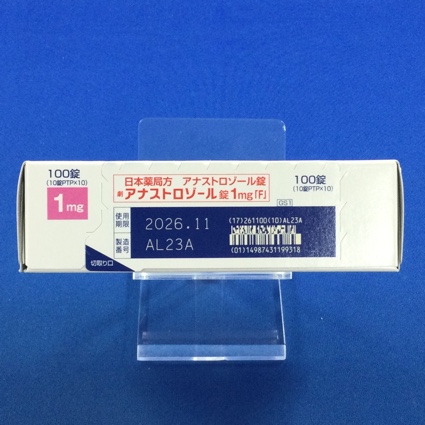 100錠
(10錠PTP×10)
1mg
日本薬局方 アナストロゾール錠
劇 アナストロゾール錠1mg「F」
100錠
(10錠PTP×10)
GS1
使用
期限
2026.11
製造
番号
AL23A
(17)261100(10)AL23A
(01)14987431199318
切取り口